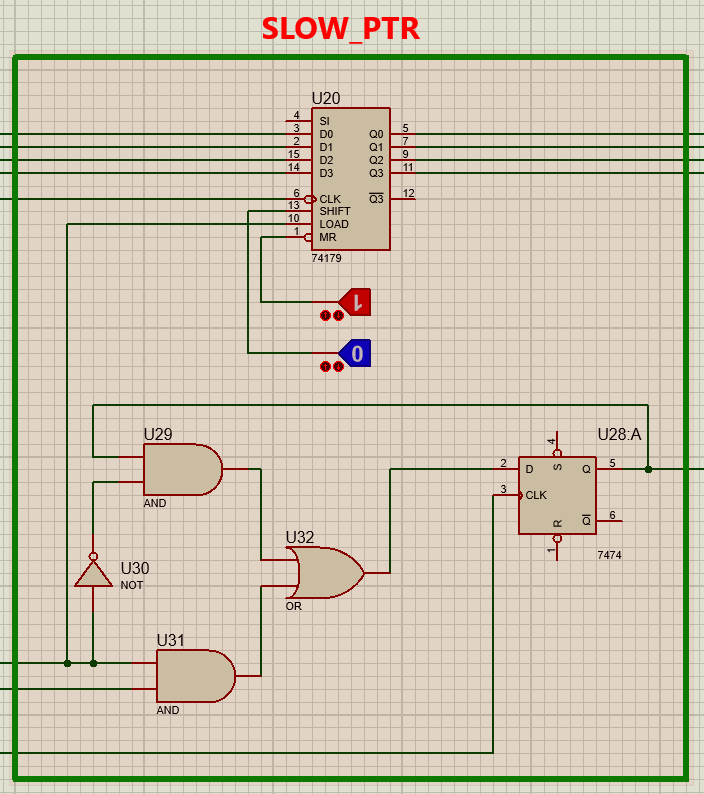 SLOW_PTR
U20
4 SI
3 D0 Q0 5
2 D1 Q1 7
15 D2 Q2 9
14 D3 Q3 11
6 CLK Q3 12
13 SHIFT
10 LOAD
1 MR
74179
1
0
U29
AND
U28:A
4
2 D S Q 5
3 CLK
R QI 6
1
7474
U32
OR
U30
NOT
U31
AND